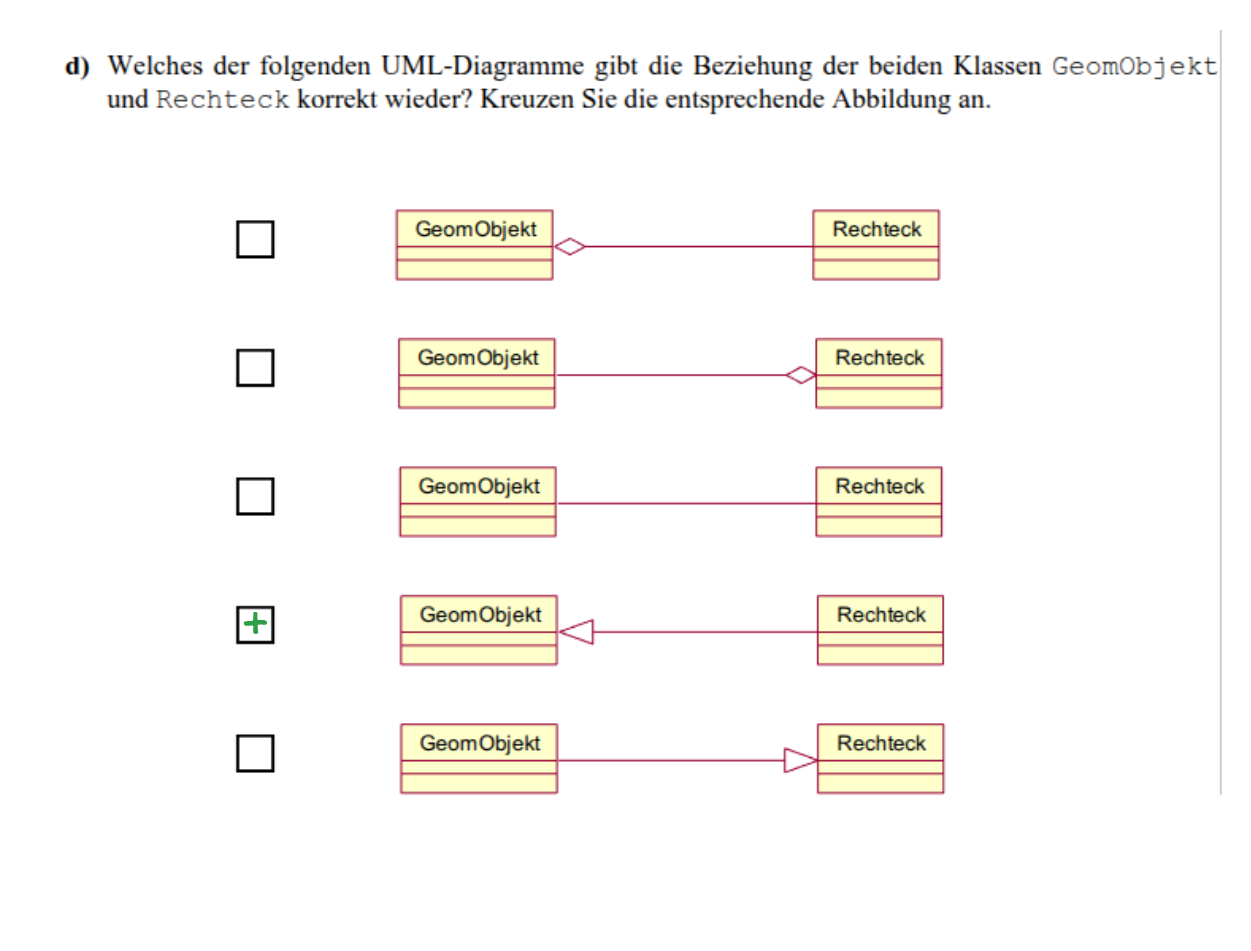 d) Welches der folgenden UML-Diagramme gibt die Beziehung der beiden Klassen GeomObjekt
und Rechteck korrekt wieder? Kreuzen Sie die entsprechende Abbildung an.
GeomObjekt Rechteck
GeomObjekt Rechteck
GeomObjekt Rechteck
GeomObjekt Rechteck
GeomObjekt Rechteck